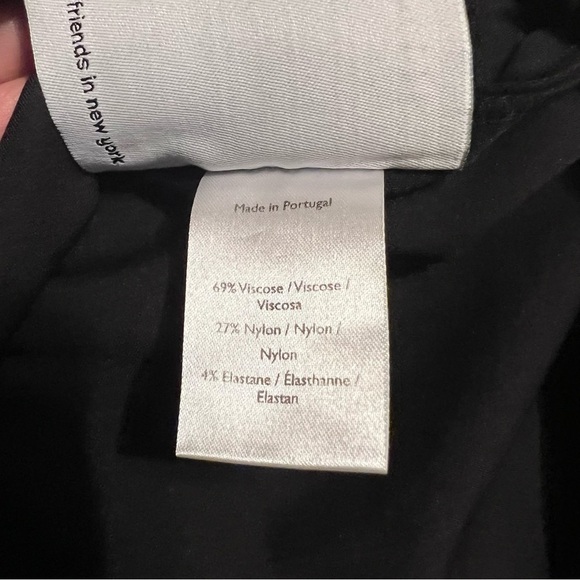 friends in new york
Made in Portugal
69% Viscose / Viscose /
Viscosa
27% Nylon / Nylon /
Nylon
4% Elastane / Élasthanne /
Elastan